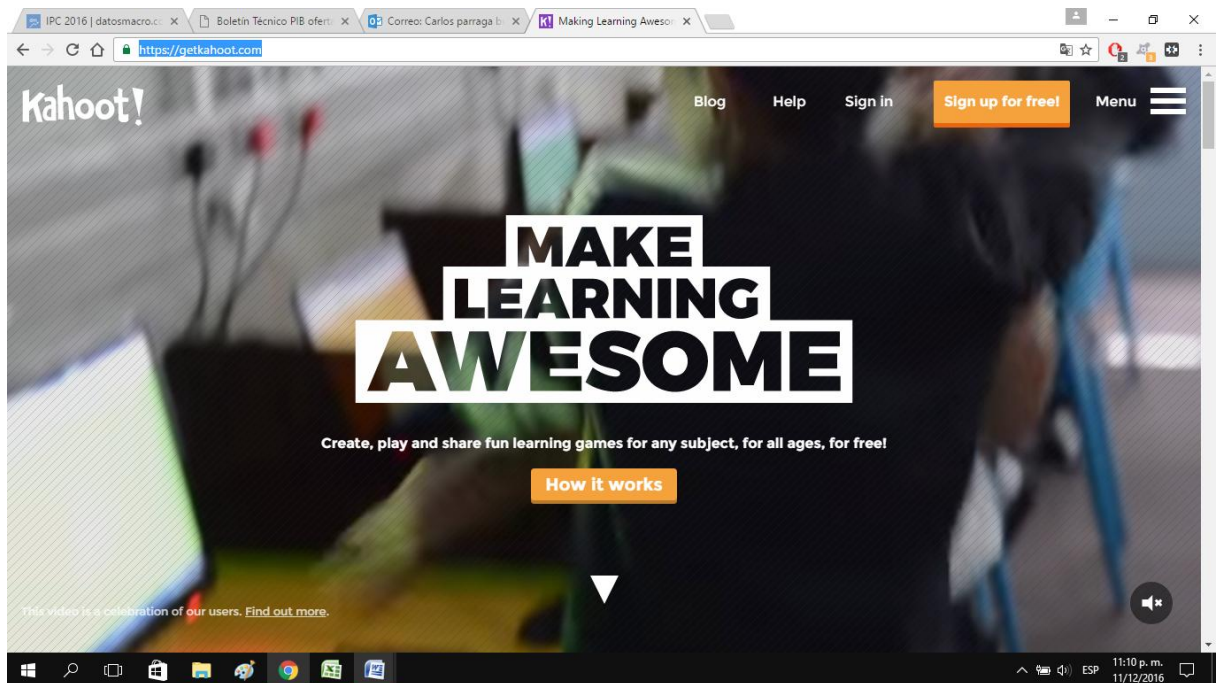 IPC 2016 | datosmacro.co
Boletín Técnico PIB oferta
Correo: Carlos parraga b
Making Learning Aweson
https://getkahoot.com
2
3
Kahoot!
Blog
Help
Sign in
Sign up for free!
Menu
MAKE
LEARNING
AWESOME
Create, play and share fun learning games for any subject, for all ages, for free!
How it works
This video is a celebration of our users. Find out more.
ESP
11:10 p. m.
11/12/2016